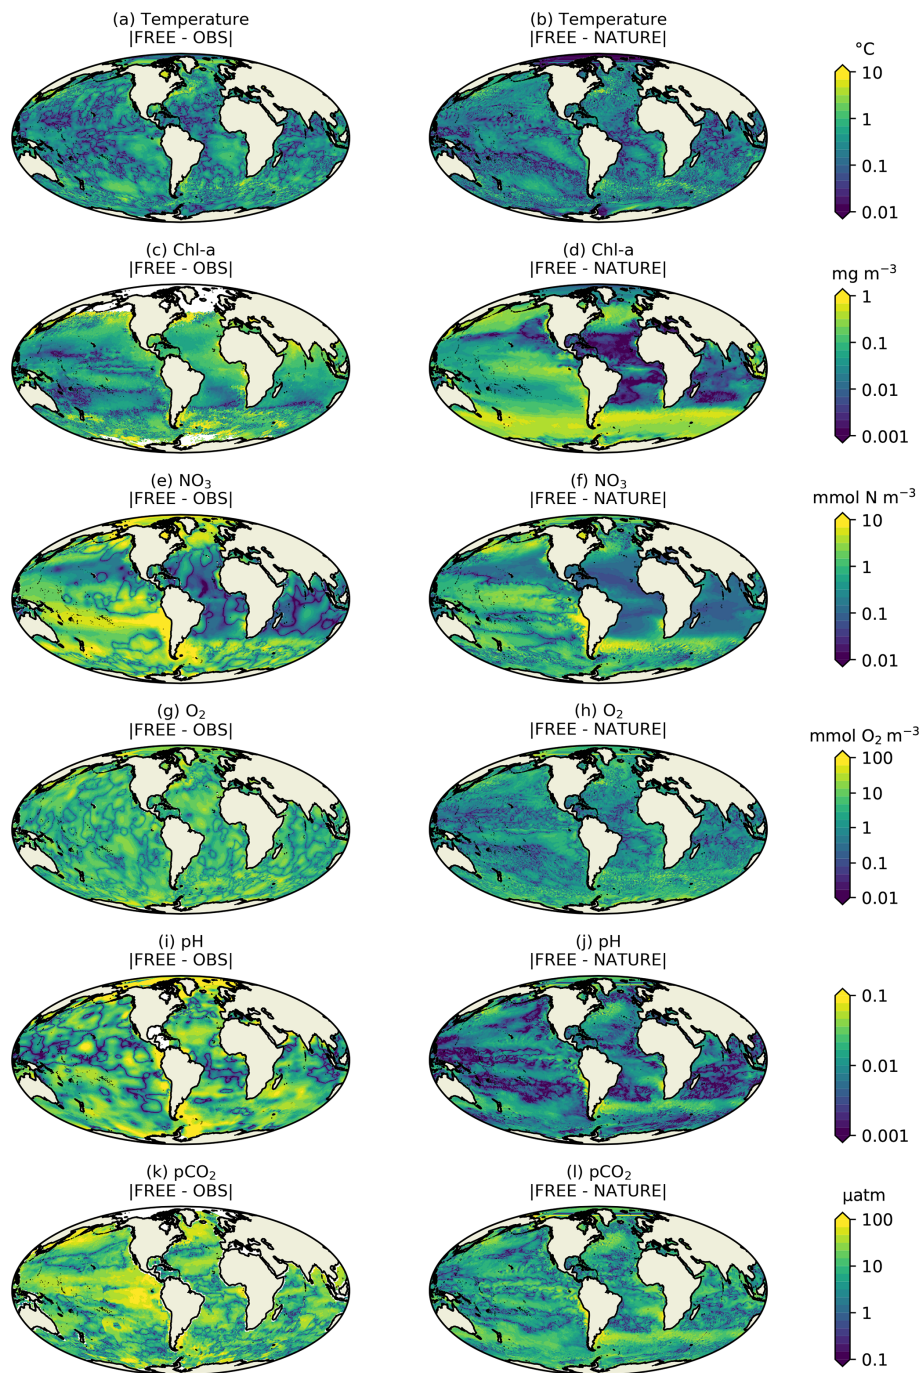 (a) Temperature
|FREE - OBS|
(b) Temperature
|FREE - NATURE|
°C
10
1
0.1
0.01
(c) Chl-a
|FREE - OBS|
(d) Chl-a
|FREE - NATURE|
mg m⁻³
1
0.1
0.01
0.001
(e) NO₃
|FREE - OBS|
(f) NO₃
|FREE - NATURE|
mmol N m⁻³
10
1
0.1
0.01
(g) O₂
|FREE - OBS|
(h) O₂
|FREE - NATURE|
mmol O₂ m⁻³
100
10
1
0.1
0.01
(i) pH
|FREE - OBS|
(j) pH
|FREE - NATURE|
0.1
0.01
0.001
(k) pCO₂
|FREE - OBS|
(l) pCO₂
|FREE - NATURE|
µatm
100
10
1
0.1